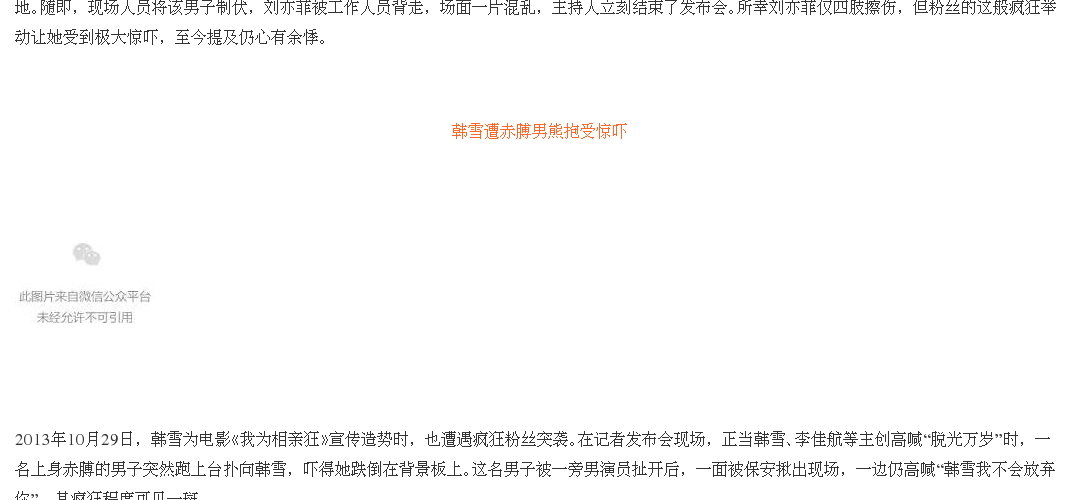 地。随即，现场人员将该男子制伏，刘亦菲被工作人员背走，场面一片混乱，主持人立刻结束了发布会。所幸刘亦菲仅四肢擦伤，但粉丝的这般疯狂举
动让她受到极大惊吓，至今提及仍心有余悸。
韩雪遭赤膊男熊抱受惊吓
此图片来自微信公众平台
未经允许不可引用
2013年10月29日，韩雪为电影《我为相亲狂》宣传造势时，也遭遇疯狂粉丝突袭。在记者发布会现场，正当韩雪、李佳航等主创高喊“脱光万岁”时，一
名上身赤膊的男子突然跑上台扑向韩雪，吓得她跌倒在背景板上。这名男子被一旁男演员扯开后，一面被保安揪出现场，一边仍高喊“韩雪我不会放弃
你”，其疯狂程度可见一斑